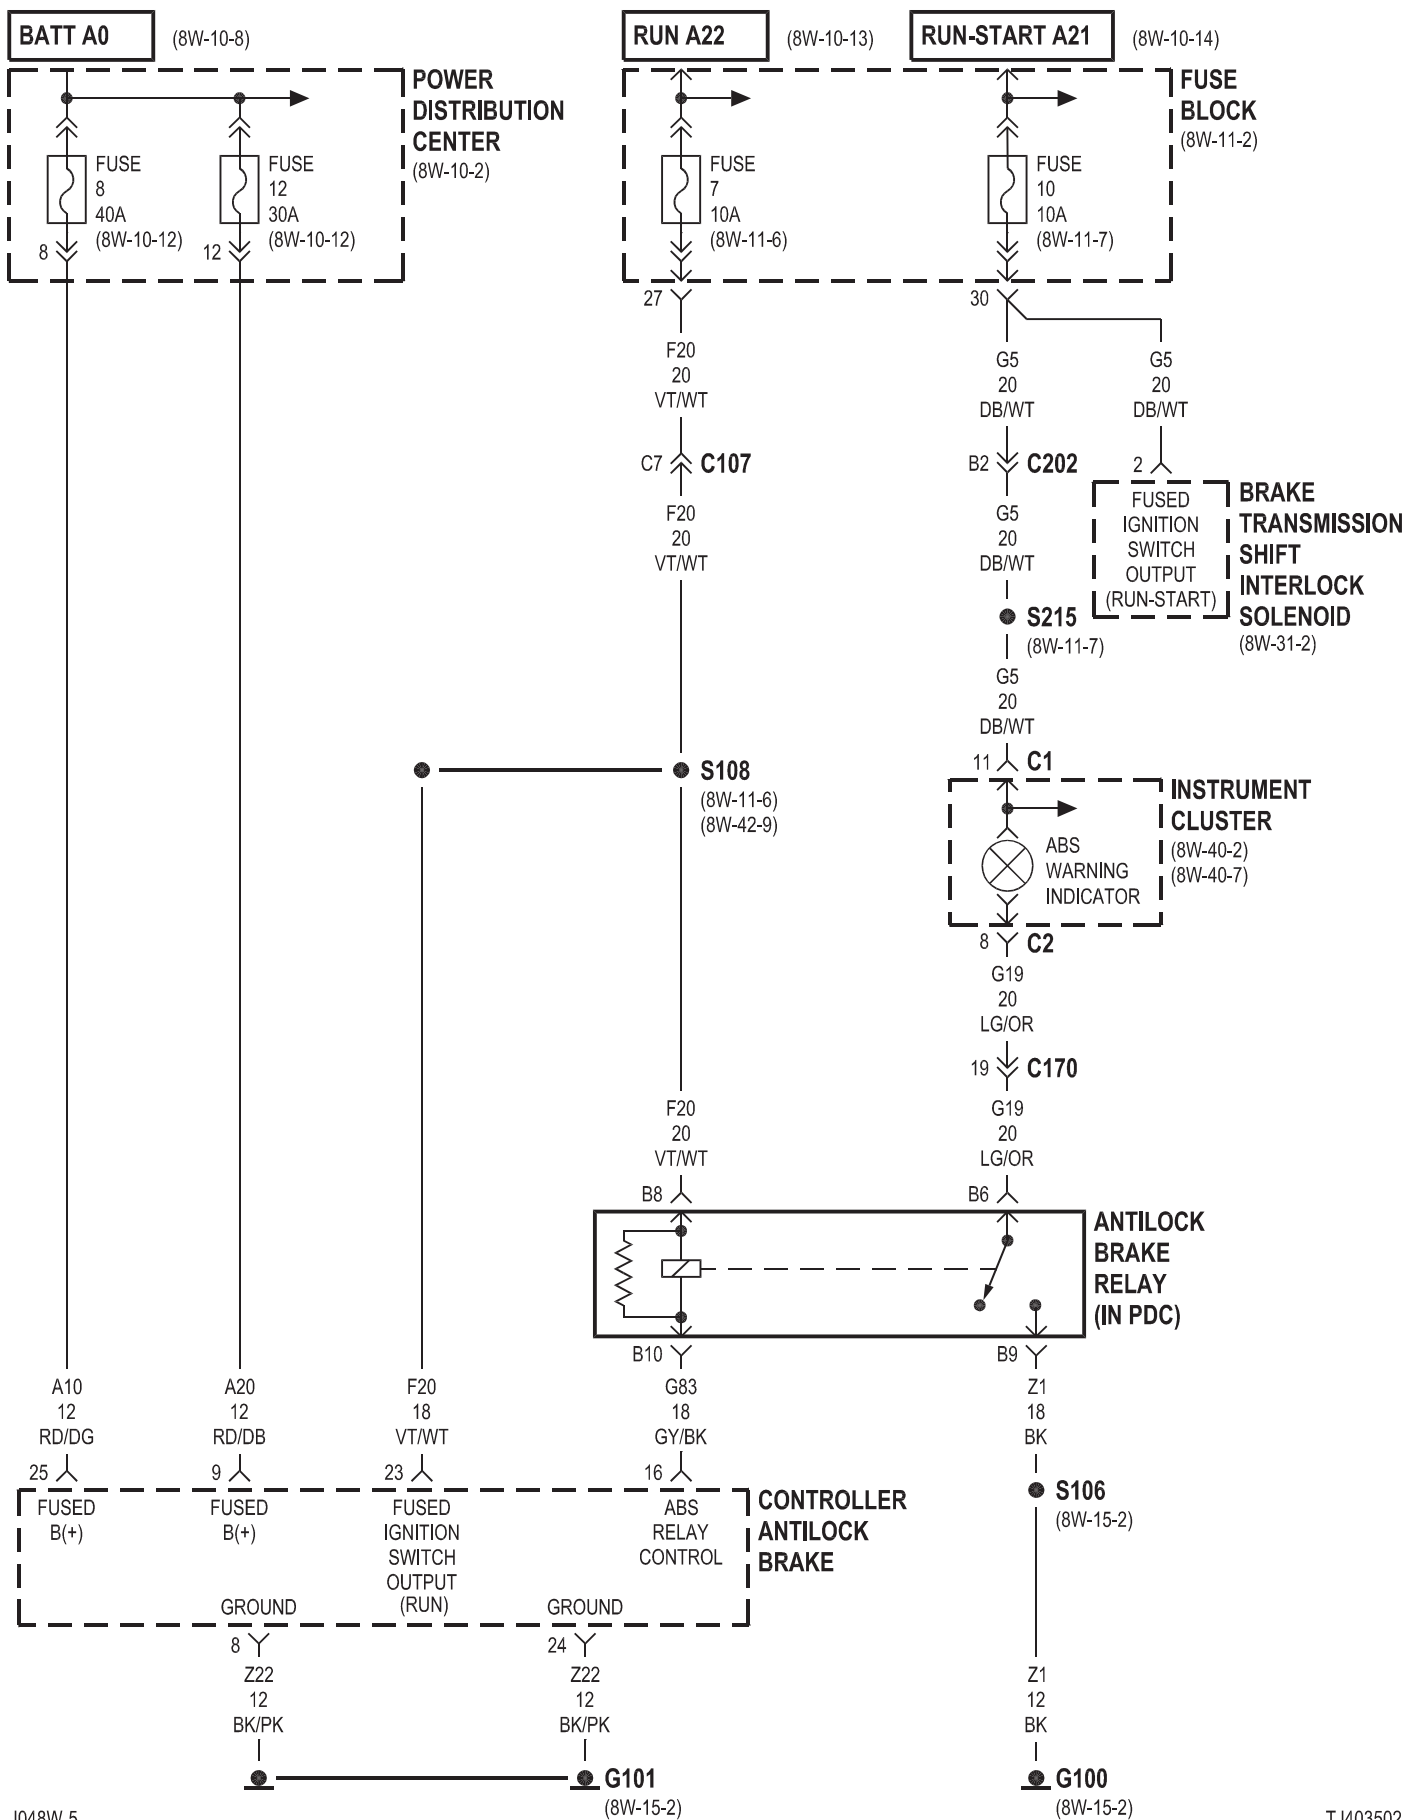 BATT A0 (8W-10-8)
RUN A22 (8W-10-13)
RUN-START A21 (8W-10-14)
POWER
DISTRIBUTION
CENTER
(8W-10-2)
FUSE
8
40A
(8W-10-12)
8
FUSE
12
30A
(8W-10-12)
12
FUSE
7
10A
(8W-11-6)
27
FUSE
10
10A
(8W-11-7)
30
FUSE
BLOCK
(8W-11-2)
F20
20
VT/WT
C7 C107
F20
20
VT/WT
G5
20
DB/WT
B2 C202
G5
20
DB/WT
S215
(8W-11-7)
G5
20
DB/WT
G5
20
DB/WT
2
FUSED
IGNITION
SWITCH
OUTPUT
(RUN-START)
BRAKE
TRANSMISSION
SHIFT
INTERLOCK
SOLENOID
(8W-31-2)
S108
(8W-11-6)
(8W-42-9)
11 C1
ABS
WARNING
INDICATOR
INSTRUMENT
CLUSTER
(8W-40-2)
(8W-40-7)
8 C2
G19
20
LG/OR
19 C170
G19
20
LG/OR
B6
F20
20
VT/WT
B8
ANTILOCK
BRAKE
RELAY
(IN PDC)
B10
G83
18
GY/BK
16
B9
Z1
18
BK
S106
(8W-15-2)
A10
12
RD/DG
25
A20
12
RD/DB
9
F20
18
VT/WT
23
FUSED
B(+)
FUSED
B(+)
FUSED
IGNITION
SWITCH
OUTPUT
(RUN)
ABS
RELAY
CONTROL
CONTROLLER
ANTILOCK
BRAKE
GROUND
GROUND
8
Z22
12
BK/PK
24
Z22
12
BK/PK
Z1
12
BK
G101
(8W-15-2)
G100
(8W-15-2)
J048W-5
TJ403502